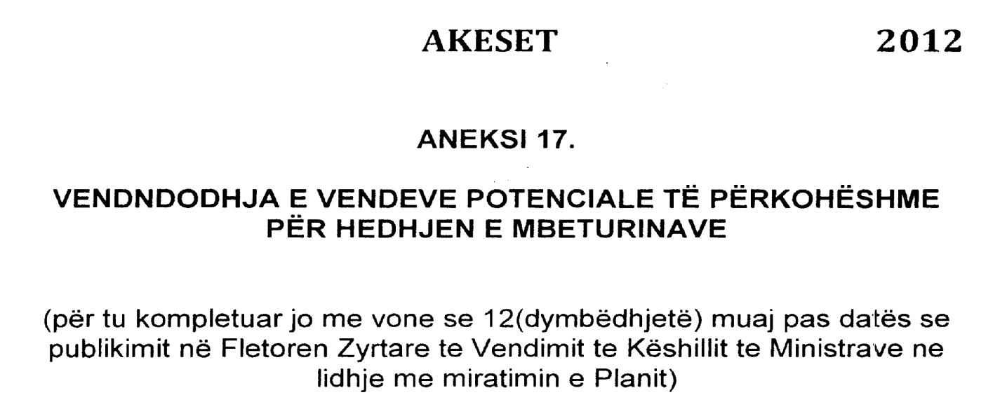 AKESET 2012
ANEKSI 17.
VENDNDODHJA E VENDEVE POTENCIALE TË PËRKOHËSHME
PËR HEDHJEN E MBETURINAVE
(për tu kompletuar jo me vone se 12(dymbëdhjetë) muaj pas datës se
publikimit në Fletoren Zyrtare te Vendimit te Këshillit te Ministrave ne
lidhje me miratimin e Planit)